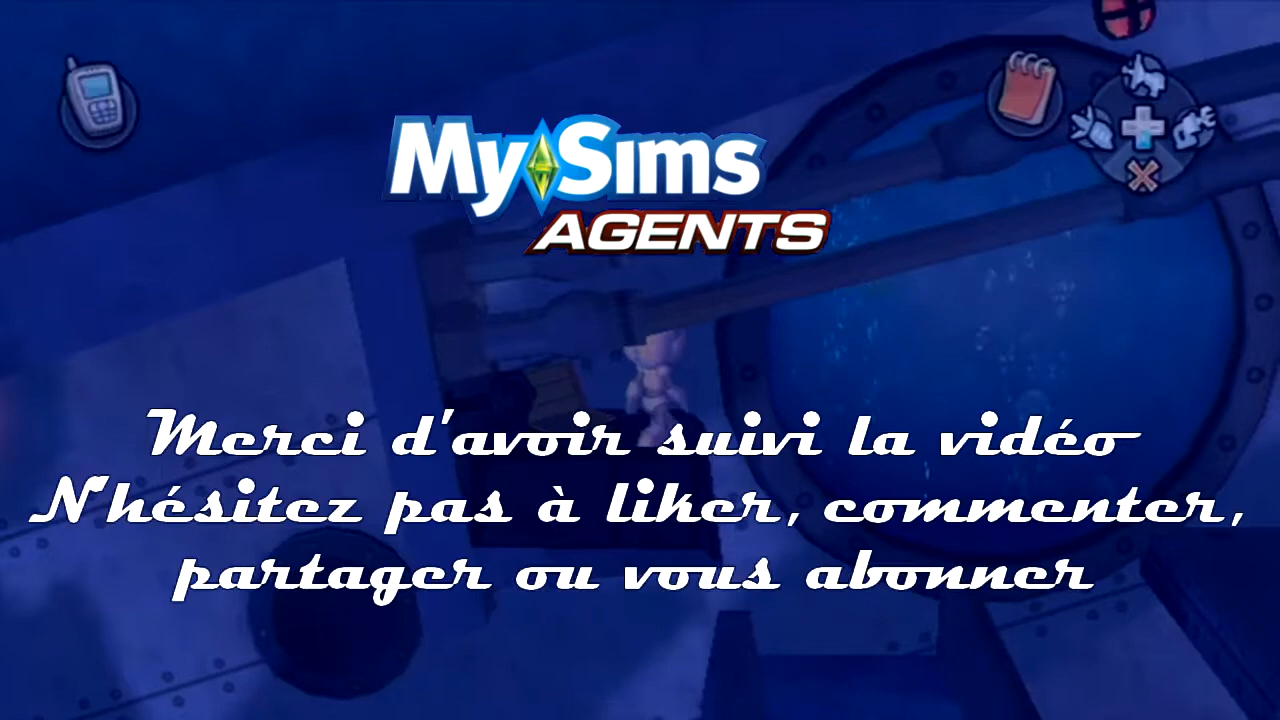 MySims
AGENTS
Merci d'avoir suivi la vidéo
N'hésitez pas à liker, commenter,
partager ou vous abonner